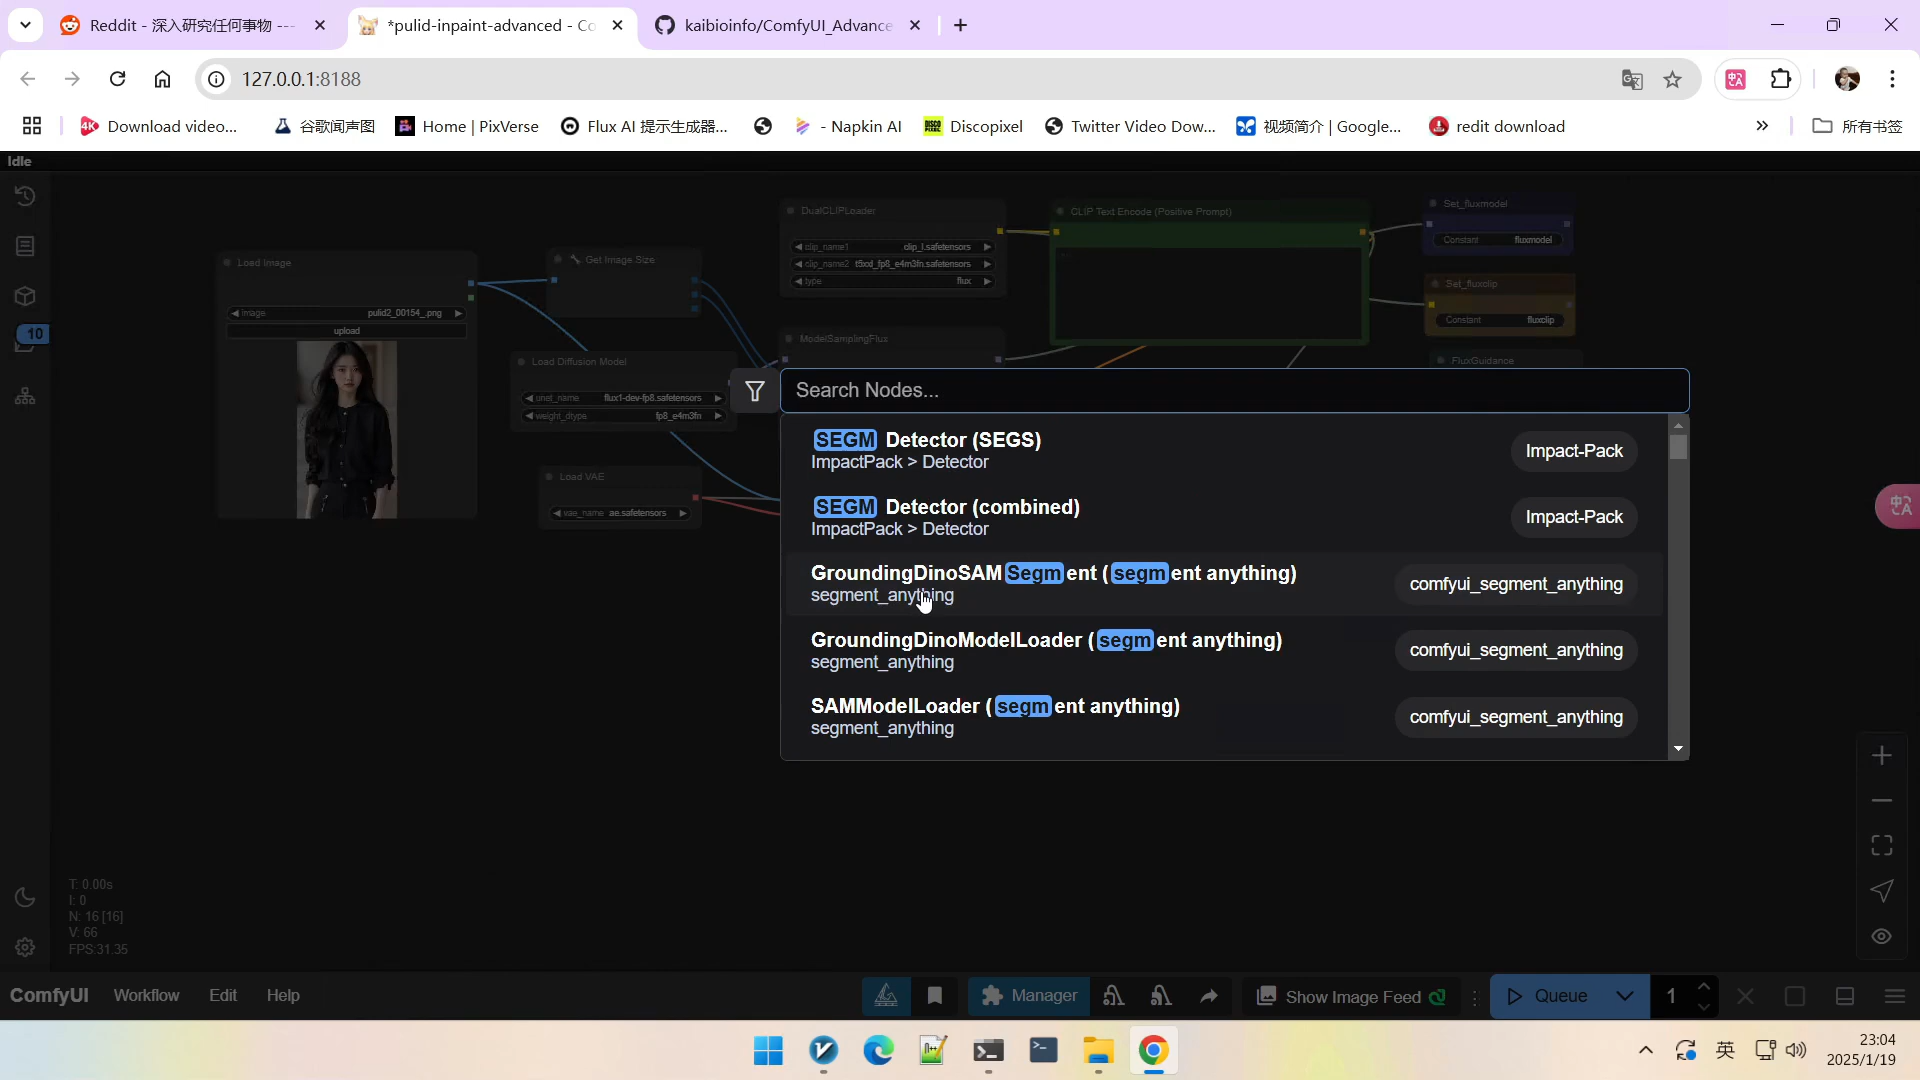 Reddit - 深入研究任何事物 ---
*pulid-inpaint-advanced - Co
kaibioinfo/ComfyUI_Advance
127.0.0.1:8188
Download video...
谷歌闻声图
Home | PixVerse
Flux AI 提示生成器...
- Napkin AI
Discopixel
Twitter Video Dow...
视频简介 | Google...
redit download
所有书签
Idle
Load Image
image pulid2_00154_.png
upload
Get Image Size
Load Diffusion Model
unet_name flux1-dev-fp8.safetensors
weight_dtype fp8_e4m3fn
Load VAE
vae_name ae.safetensors
DualCLIPLoader
clip_name1 clip_l.safetensors
clip_name2 t5xxl_fp8_e4m3fn.safetensors
type flux
ModelSamplingFlux
CLIP Text Encode (Positive Prompt)
Set_fluxmodel
Constant fluxmodel
Set_fluxclip
Constant fluxclip
FluxGuidance
10
Search Nodes...
SEGM Detector (SEGS)
ImpactPack > Detector
Impact-Pack
SEGM Detector (combined)
ImpactPack > Detector
Impact-Pack
GroundingDinoSAMSegment (segment anything)
segment_anything
comfyui_segment_anything
GroundingDinoModelLoader (segment anything)
segment_anything
comfyui_segment_anything
SAMModelLoader (segment anything)
segment_anything
comfyui_segment_anything
T: 0.00s
I: 0
N: 16 [16]
V: 66
FPS:31.35
ComfyUI
Workflow
Edit
Help
Manager
Show Image Feed
Queue
1
英
23:04
2025/1/19